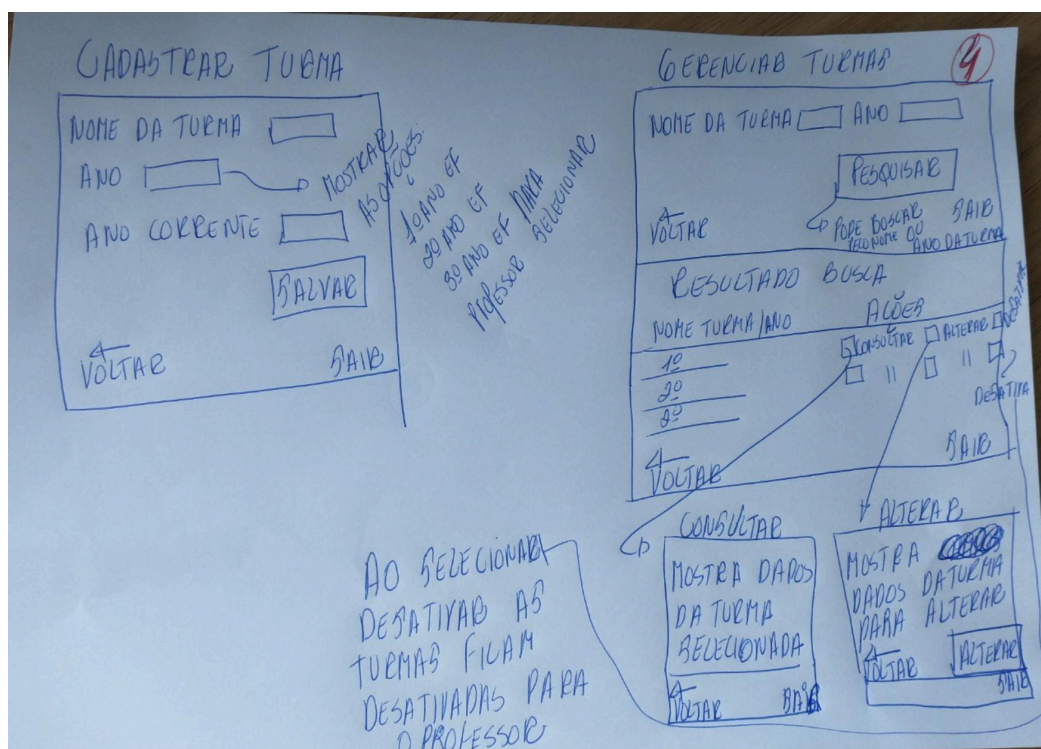 CADASTRAR TURMA
NOME DA TURMA
ANO
ANO CORRENTE
SALVAR
VOLTAR
SAIR
MOSTRAR
AS OPÇÕES:
1º ANO EF
2º ANO EF
3º ANO EF PARA
PROFESSOR SELECIONAR
GERENCIAR TURMAS
4
NOME DA TURMA ANO
PESQUISAR
PODE BUSCAR
PELO NOME OU
ANO DA TURMA
VOLTAR
SAIR
RESULTADO BUSCA
NOME TURMA/ANO AÇÕES
CONSULTAR ALTERAR DESATIVAR
1º
2º
2º
" "
DESATIVA
VOLTAR
SAIR
CONSULTAR
MOSTRA DADOS
DA TURMA
SELECIONADA
VOLTAR SAIR
ALTERAR
MOSTRA
DADOS DA TURMA
PARA ALTERAR
VOLTAR ALTERAR
SAIR
AO SELECIONAR
DESATIVAR AS
TURMAS FICAM
DESATIVADAS PARA
O PROFESSOR